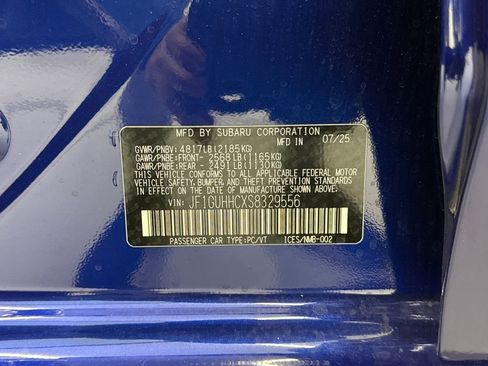 MFD BY SUBARU CORPORATION
MFD IN 07/25
GVWR/PNBV: 4817LB(2185KG)
GAWR/PNBE:FRONT- 2568LB(1165KG)
GAWR/PNBE:REAR - 2491LB(1130KG)
THIS VEHICLE CONFORMS TO ALL APPLICABLE FEDERAL MOTOR
VEHICLE SAFETY, BUMPER, AND THEFT PREVENTION STANDARDS
IN EFFECT ON THE DATE OF MANUFACTURE SHOWN ABOVE.
VIN: JF1GUHHCXS8329556
PASSENGER CAR TYPE:PC/VT ICES/NMB-002